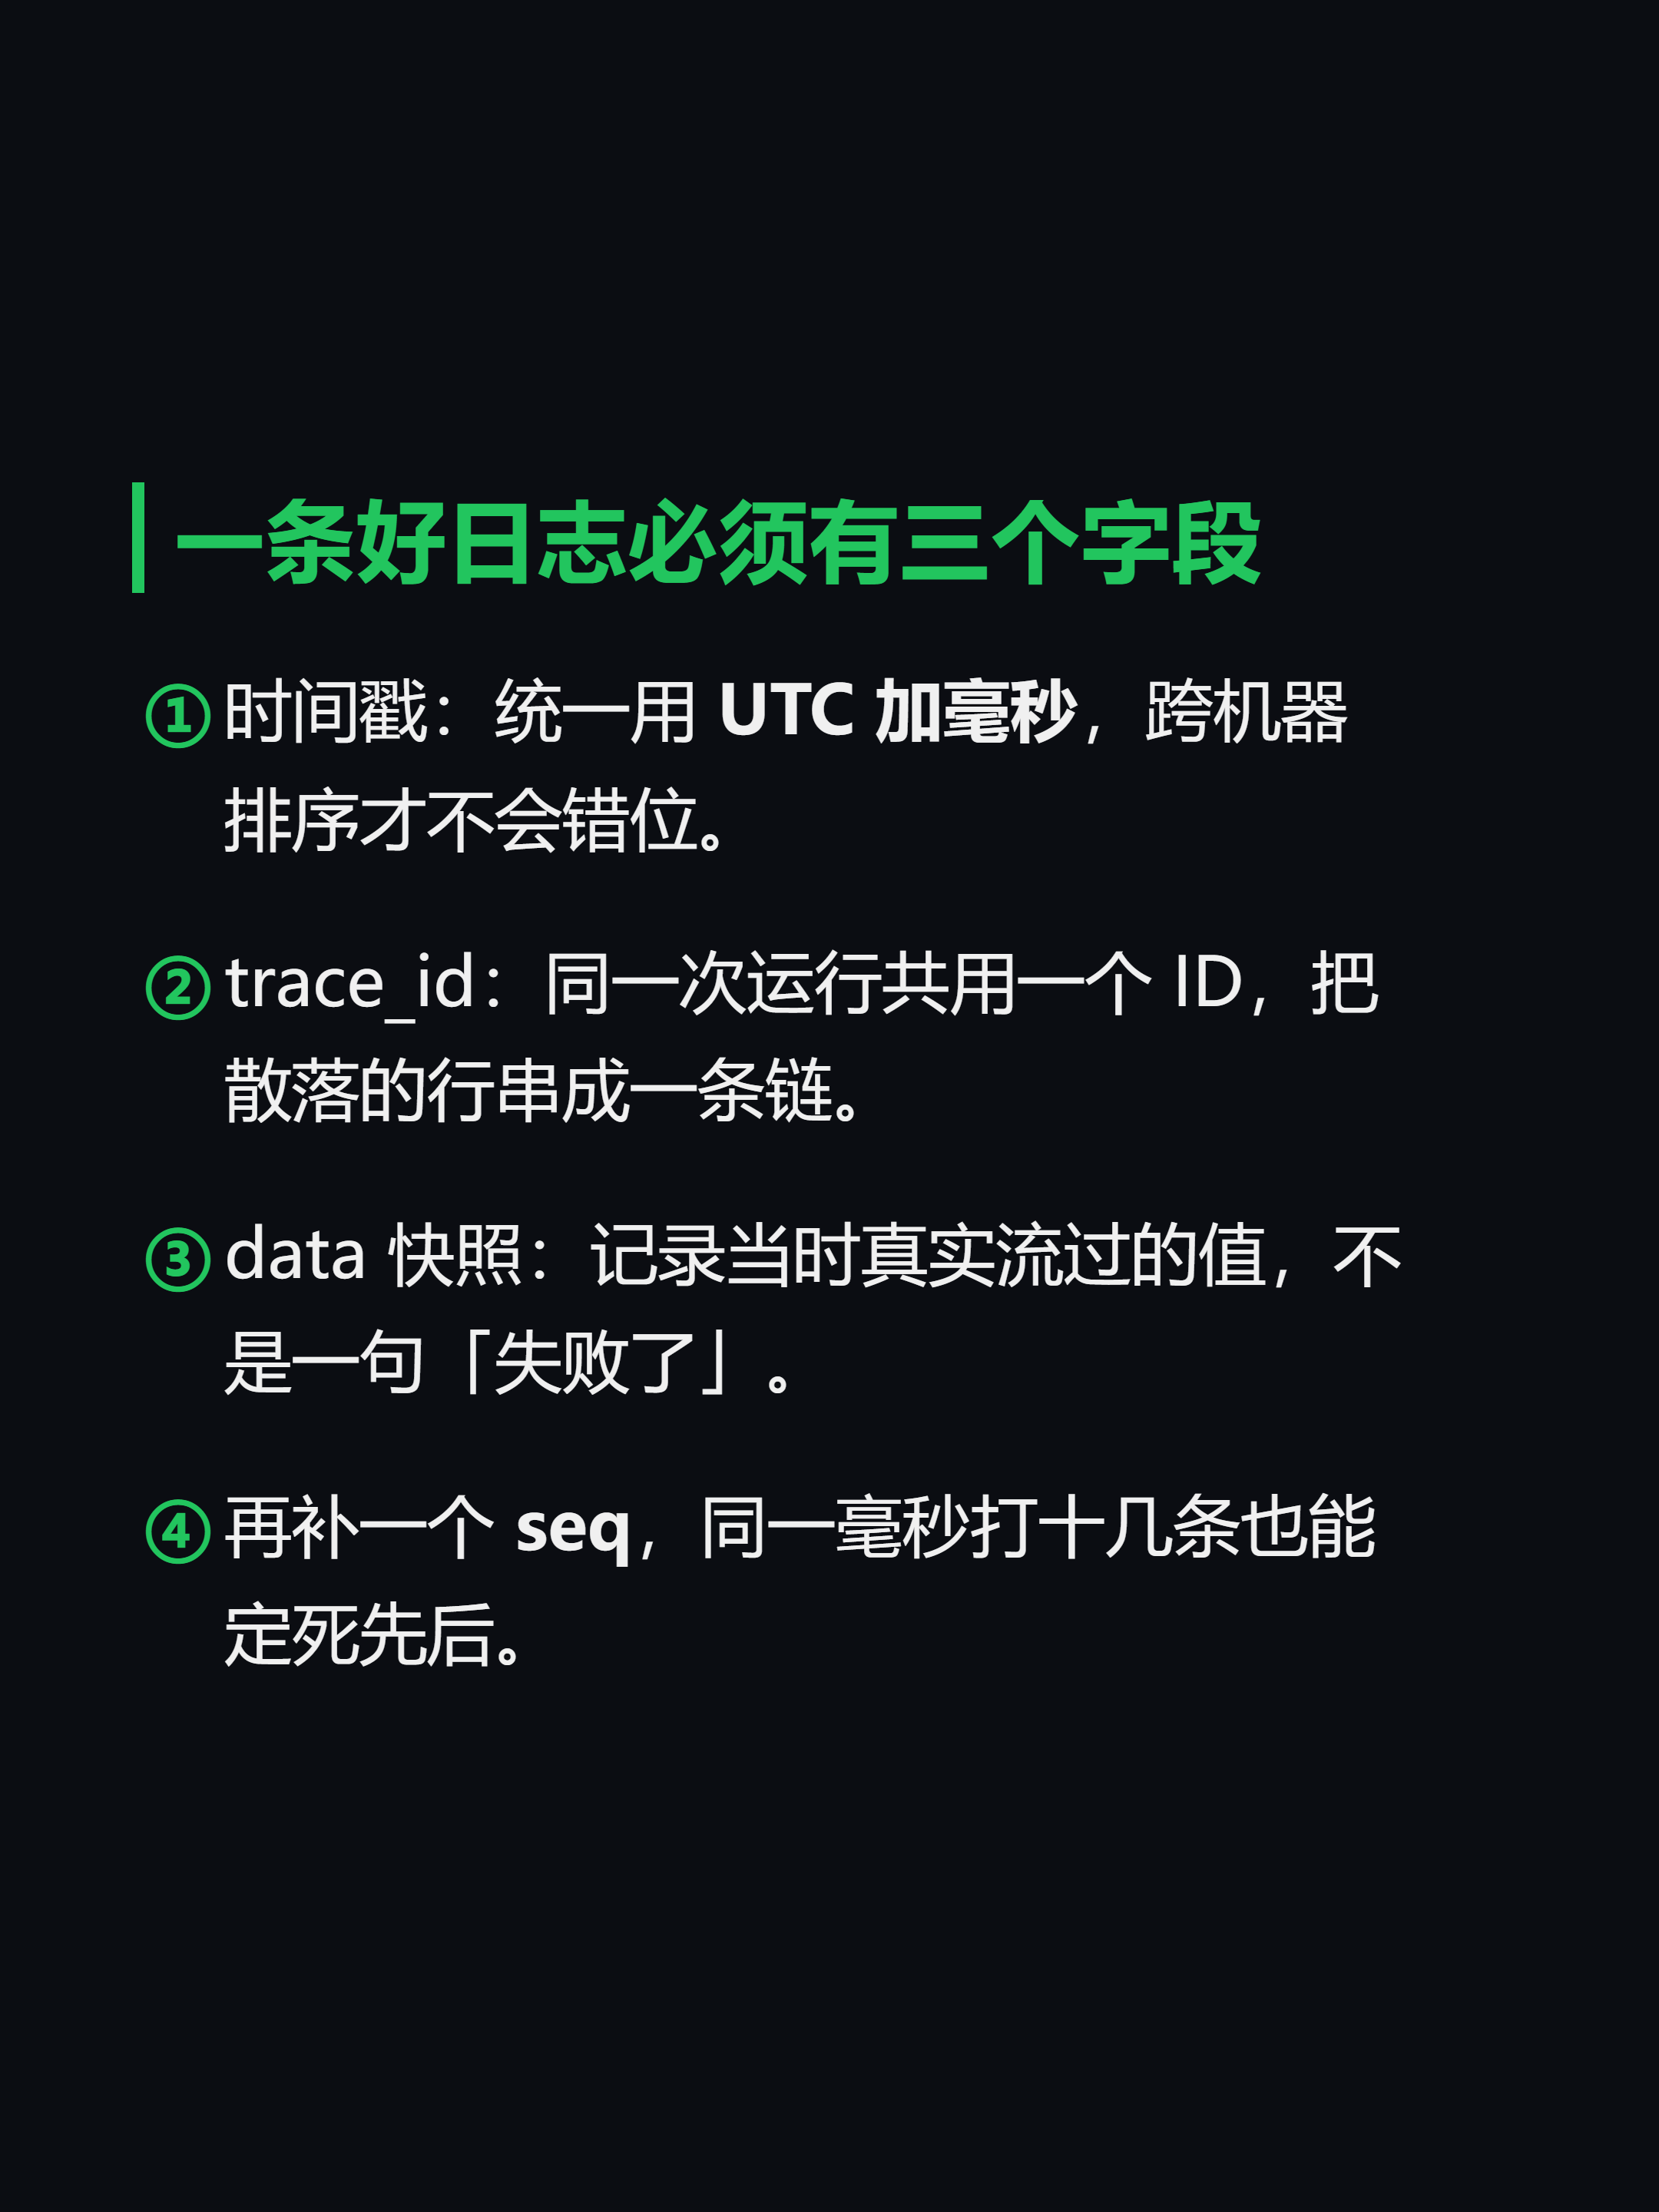 一条好日志必须有三个字段
① 时间戳：统一用 UTC 加毫秒，跨机器
排序才不会错位。
② trace_id：同一次运行共用一个 ID，把
散落的行串成一条链。
③ data 快照：记录当时真实流过的值，不
是一句「失败了」。
④ 再补一个 seq，同一毫秒打十几条也能
定死先后。